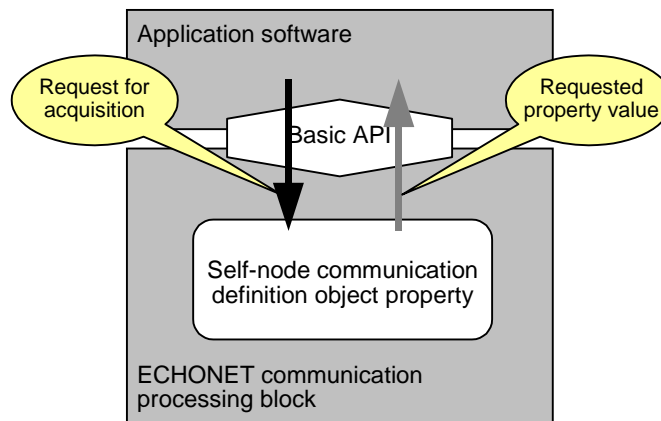 Application software
Request for
acquisition
Requested
property value
Basic API
Self-node communication
definition object property
ECHONET communication
processing block